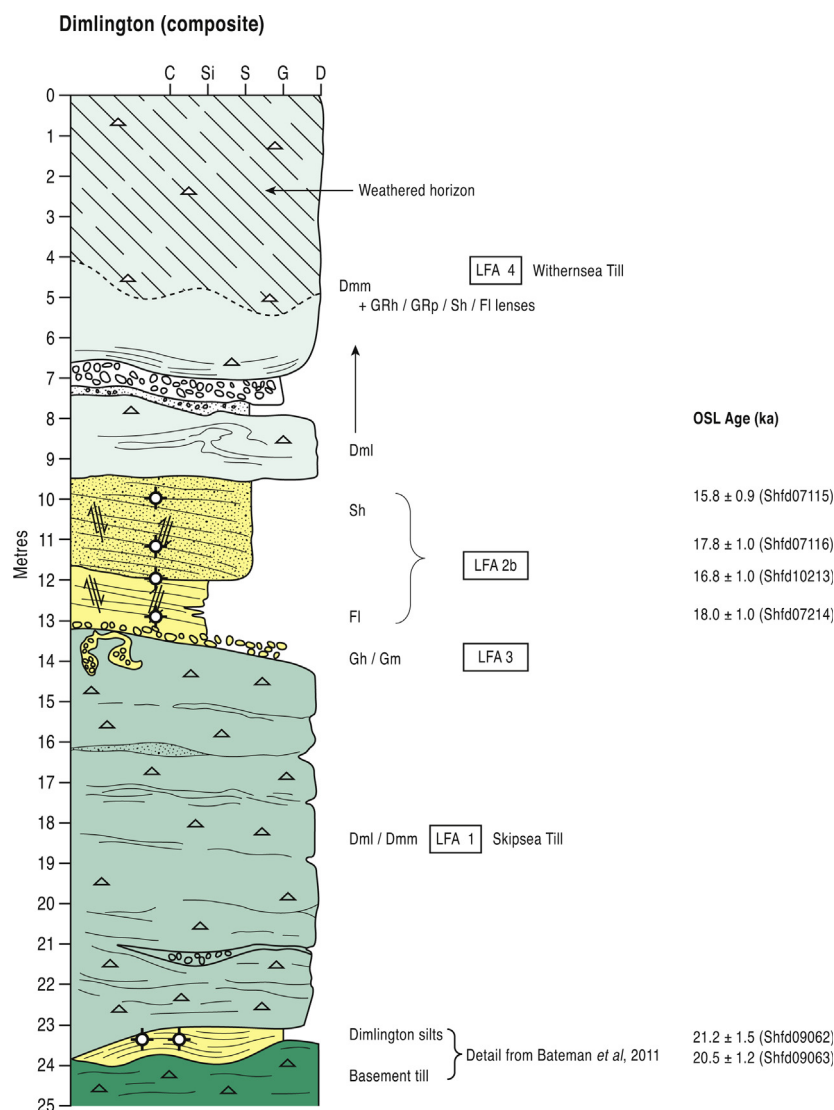 Dimlington (composite)
C Si S G D
0
1
2
Weathered horizon
3
4
LFA 4 Withernsea Till
Dmm
5
+ GRh / GRp / Sh / Fl lenses
6
7
8
OSL Age (ka)
Dml
9
10
Sh
15.8 ± 0.9 (Shfd07115)
11
17.8 ± 1.0 (Shfd07116)
Metres
LFA 2b
12
16.8 ± 1.0 (Shfd10213)
13
Fl
18.0 ± 1.0 (Shfd07214)
14
Gh / Gm
LFA 3
15
16
17
18
Dml / Dmm LFA 1 Skipsea Till
19
20
21
22
23
Dimlington silts
21.2 ± 1.5 (Shfd09062)
24
Detail from Bateman et al, 2011
20.5 ± 1.2 (Shfd09063)
Basement till
25